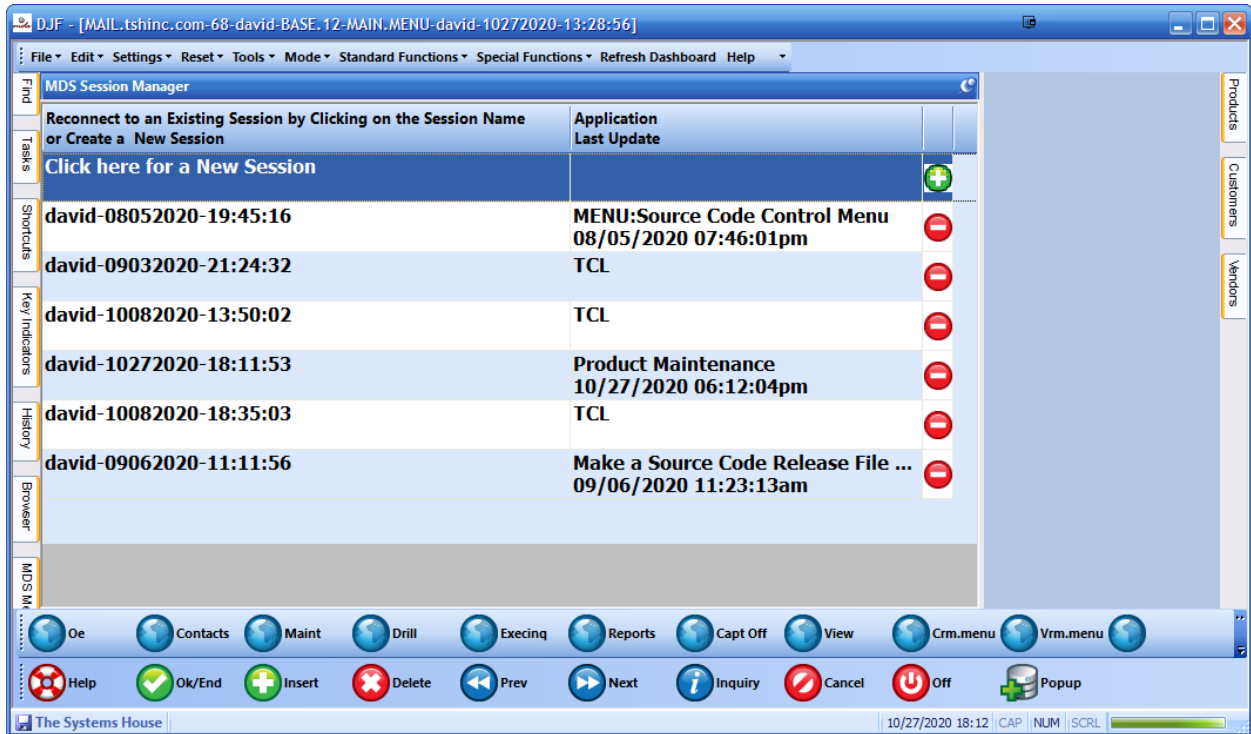 DJF - [MAIL.tshinc.com-68-david-BASE.12-MAIN.MENU-david-10272020-13:28:56]
File Edit Settings Reset Tools Mode Standard Functions Special Functions Refresh Dashboard Help
Find
Tasks
Shortcuts
Key Indicators
History
Browser
MDS Me
MDS Session Manager
Reconnect to an Existing Session by Clicking on the Session Name
or Create a New Session
Application
Last Update
Click here for a New Session
david-08052020-19:45:16
MENU:Source Code Control Menu
08/05/2020 07:46:01pm
david-09032020-21:24:32
TCL
david-10082020-13:50:02
TCL
david-10272020-18:11:53
Product Maintenance
10/27/2020 06:12:04pm
david-10082020-18:35:03
TCL
david-09062020-11:11:56
Make a Source Code Release File ...
09/06/2020 11:23:13am
Products
Customers
Vendors
Oe Contacts Maint Drill Execinq Reports Capt Off View Crm.menu Vrm.menu
Help Ok/End Insert Delete Prev Next Inquiry Cancel Off Popup
The Systems House 10/27/2020 18:12 CAP NUM SCRL